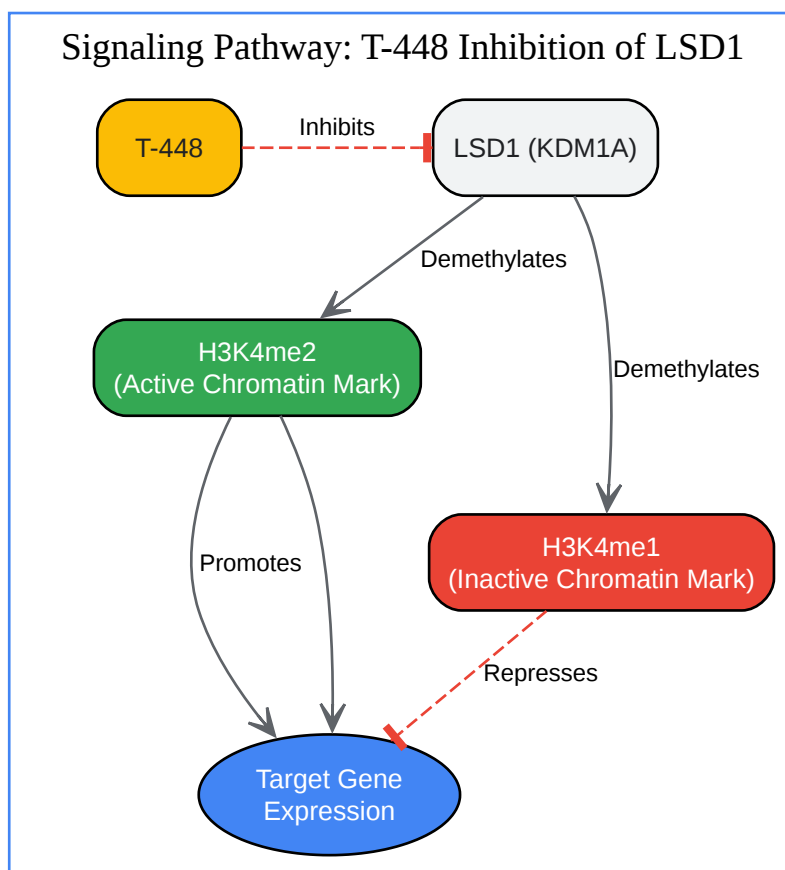 Signaling Pathway: T-448 Inhibition of LSD1
T-448
Inhibits
LSD1 (KDM1A)
Demethylates
H3K4me2
(Active Chromatin Mark)
Demethylates
H3K4me1
(Inactive Chromatin Mark)
Promotes
Represses
Target Gene
Expression